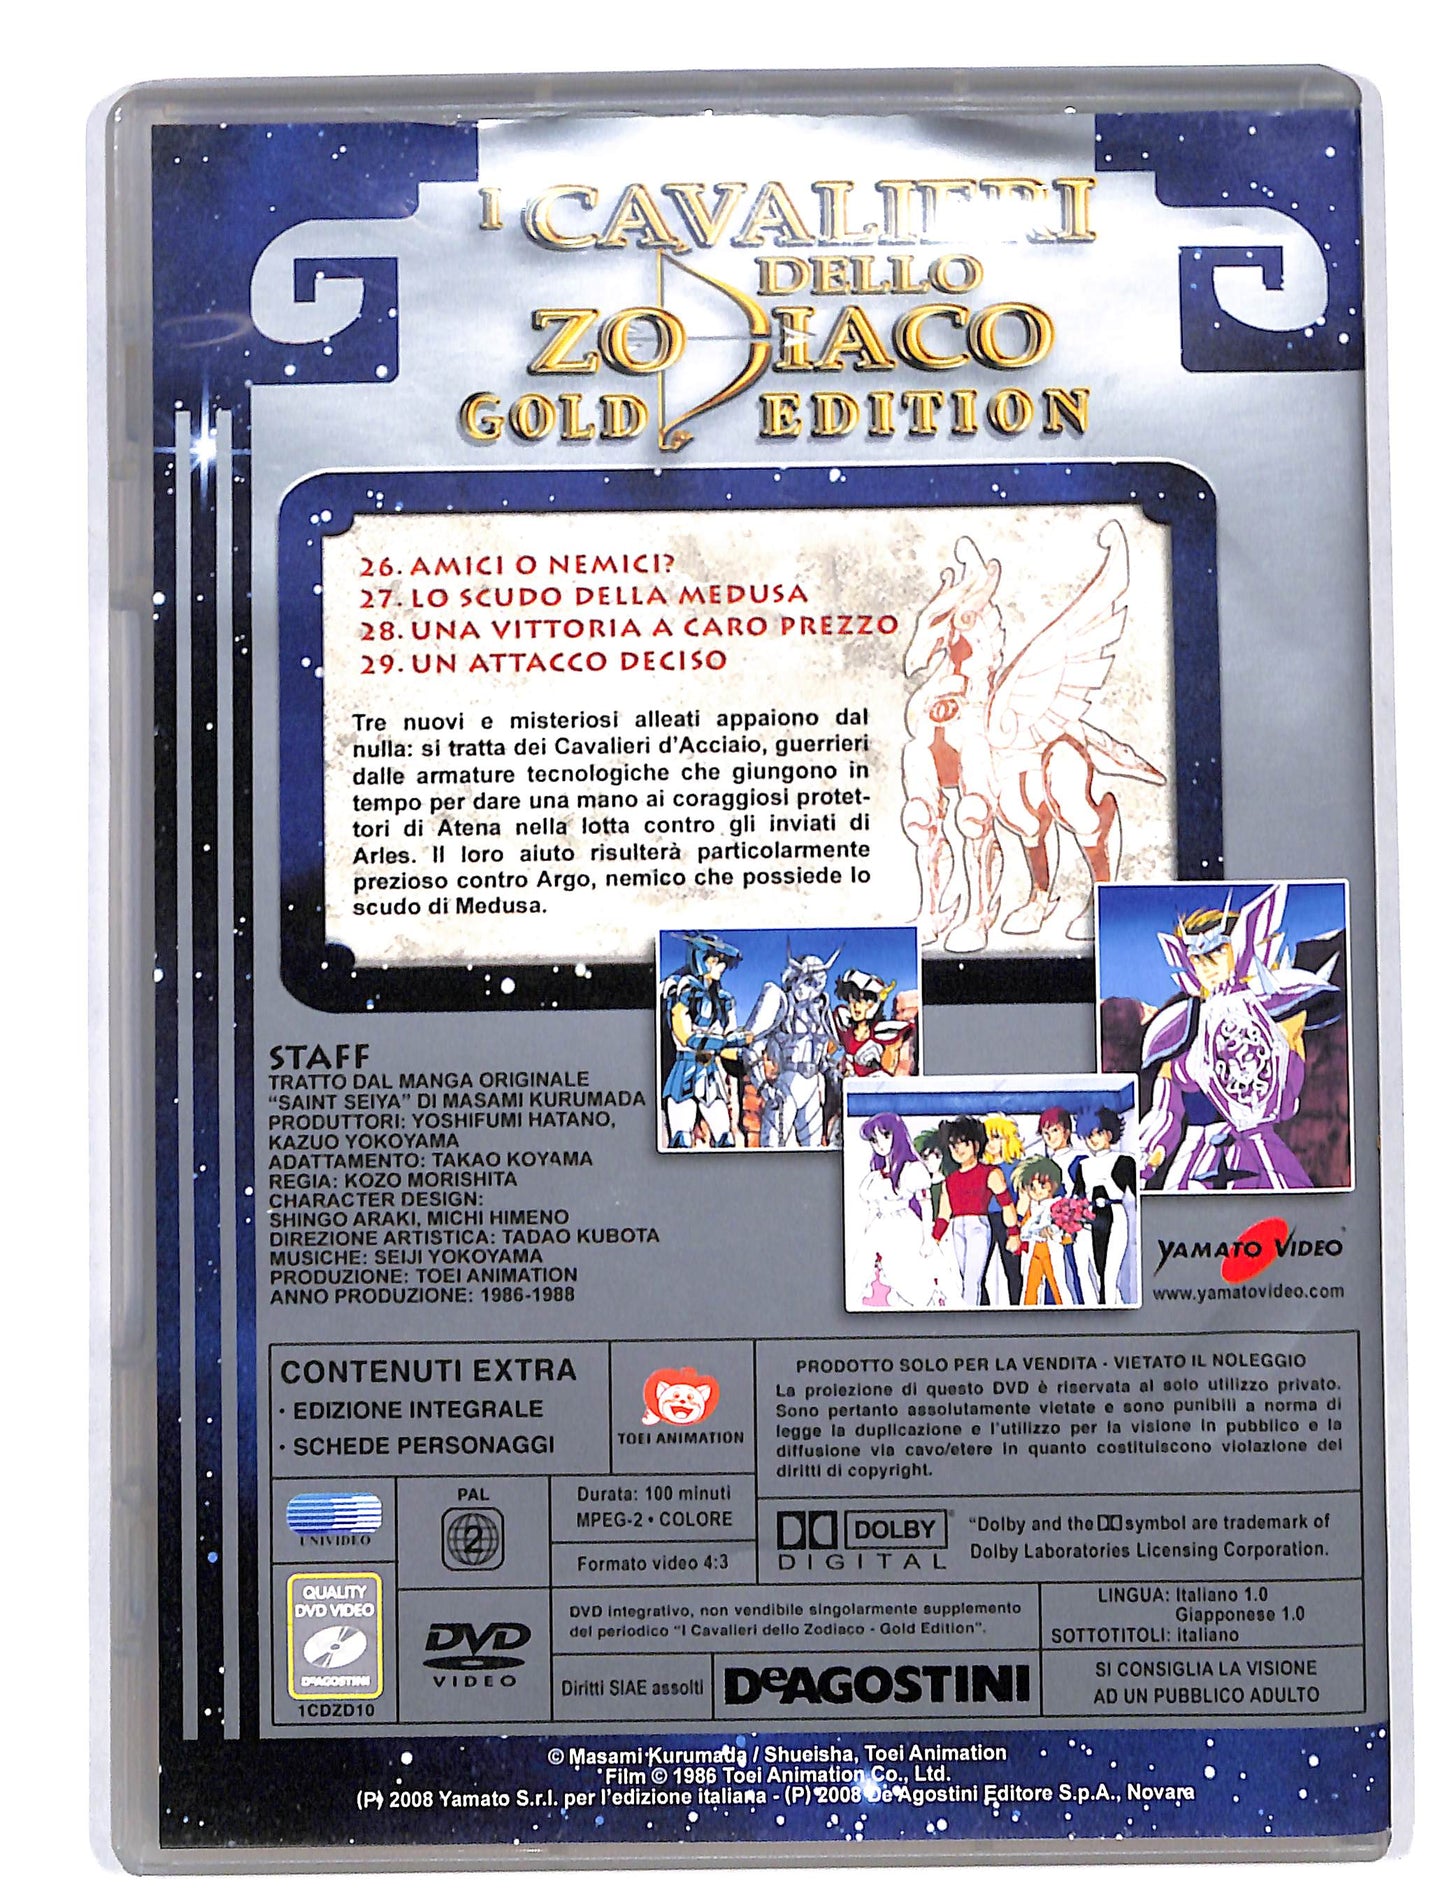 I CAVALIERI
DELLO
ZODIACO
GOLD EDITION
26. AMICI O NEMICI?
27. LO SCUDO DELLA MEDUSA
28. UNA VITTORIA A CARO PREZZO
29. UN ATTACCO DECISO
Tre nuovi e misteriosi alleati appaiono dal
nulla: si tratta dei Cavalieri d'Acciaio, guerrieri
dalle armature tecnologiche che giungono in
tempo per dare una mano ai coraggiosi protet-
tori di Atena nella lotta contro gli inviati di
Arles. Il loro aiuto risulterà particolarmente
prezioso contro Argo, nemico che possiede lo
scudo di Medusa.
STAFF
TRATTO DAL MANGA ORIGINALE
"SAINT SEIYA" DI MASAMI KURUMADA
PRODUTTORI: YOSHIFUMI HATANO,
KAZUO YOKOYAMA
ADATTAMENTO: TAKAO KOYAMA
REGIA: KOZO MORISHITA
CHARACTER DESIGN:
SHINGO ARAKI, MICHI HIMENO
DIREZIONE ARTISTICA: TADAO KUBOTA
MUSICHE: SEIJI YOKOYAMA
PRODUZIONE: TOEI ANIMATION
ANNO PRODUZIONE: 1986-1988
YAMATO VIDEO
www.yamatovideo.com
CONTENUTI EXTRA
· EDIZIONE INTEGRALE
· SCHEDE PERSONAGGI
TOEI ANIMATION
PRODOTTO SOLO PER LA VENDITA - VIETATO IL NOLEGGIO
La proiezione di questo DVD è riservata al solo utilizzo privato.
Sono pertanto assolutamente vietate e sono punibili a norma di
legge la duplicazione e l'utilizzo per la visione in pubblico e la
diffusione via cavo/etere in quanto costituiscono violazione dei
diritti di copyright.
UNIVIDEO
PAL
2
Durata: 100 minuti
MPEG-2 • COLORE
Formato video 4:3
DOLBY
DIGITAL
"Dolby and the symbol are trademark of
Dolby Laboratories Licensing Corporation.
QUALITY
DVD VIDEO
DeAGOSTINI
1CDZD10
DVD
VIDEO
DVD integrativo, non vendibile singolarmente supplemento
del periodico "I Cavalieri dello Zodiaco - Gold Edition".
Diritti SIAE assolti
DeAGOSTINI
LINGUA: Italiano 1.0
Giapponese 1.0
SOTTOTITOLI: italiano
SI CONSIGLIA LA VISIONE
AD UN PUBBLICO ADULTO
© Masami Kurumada / Shueisha, Toei Animation
Film © 1986 Toei Animation Co., Ltd.
(P) 2008 Yamato S.r.l. per l'edizione italiana - (P) 2008 De Agostini Editore S.p.A., Novara